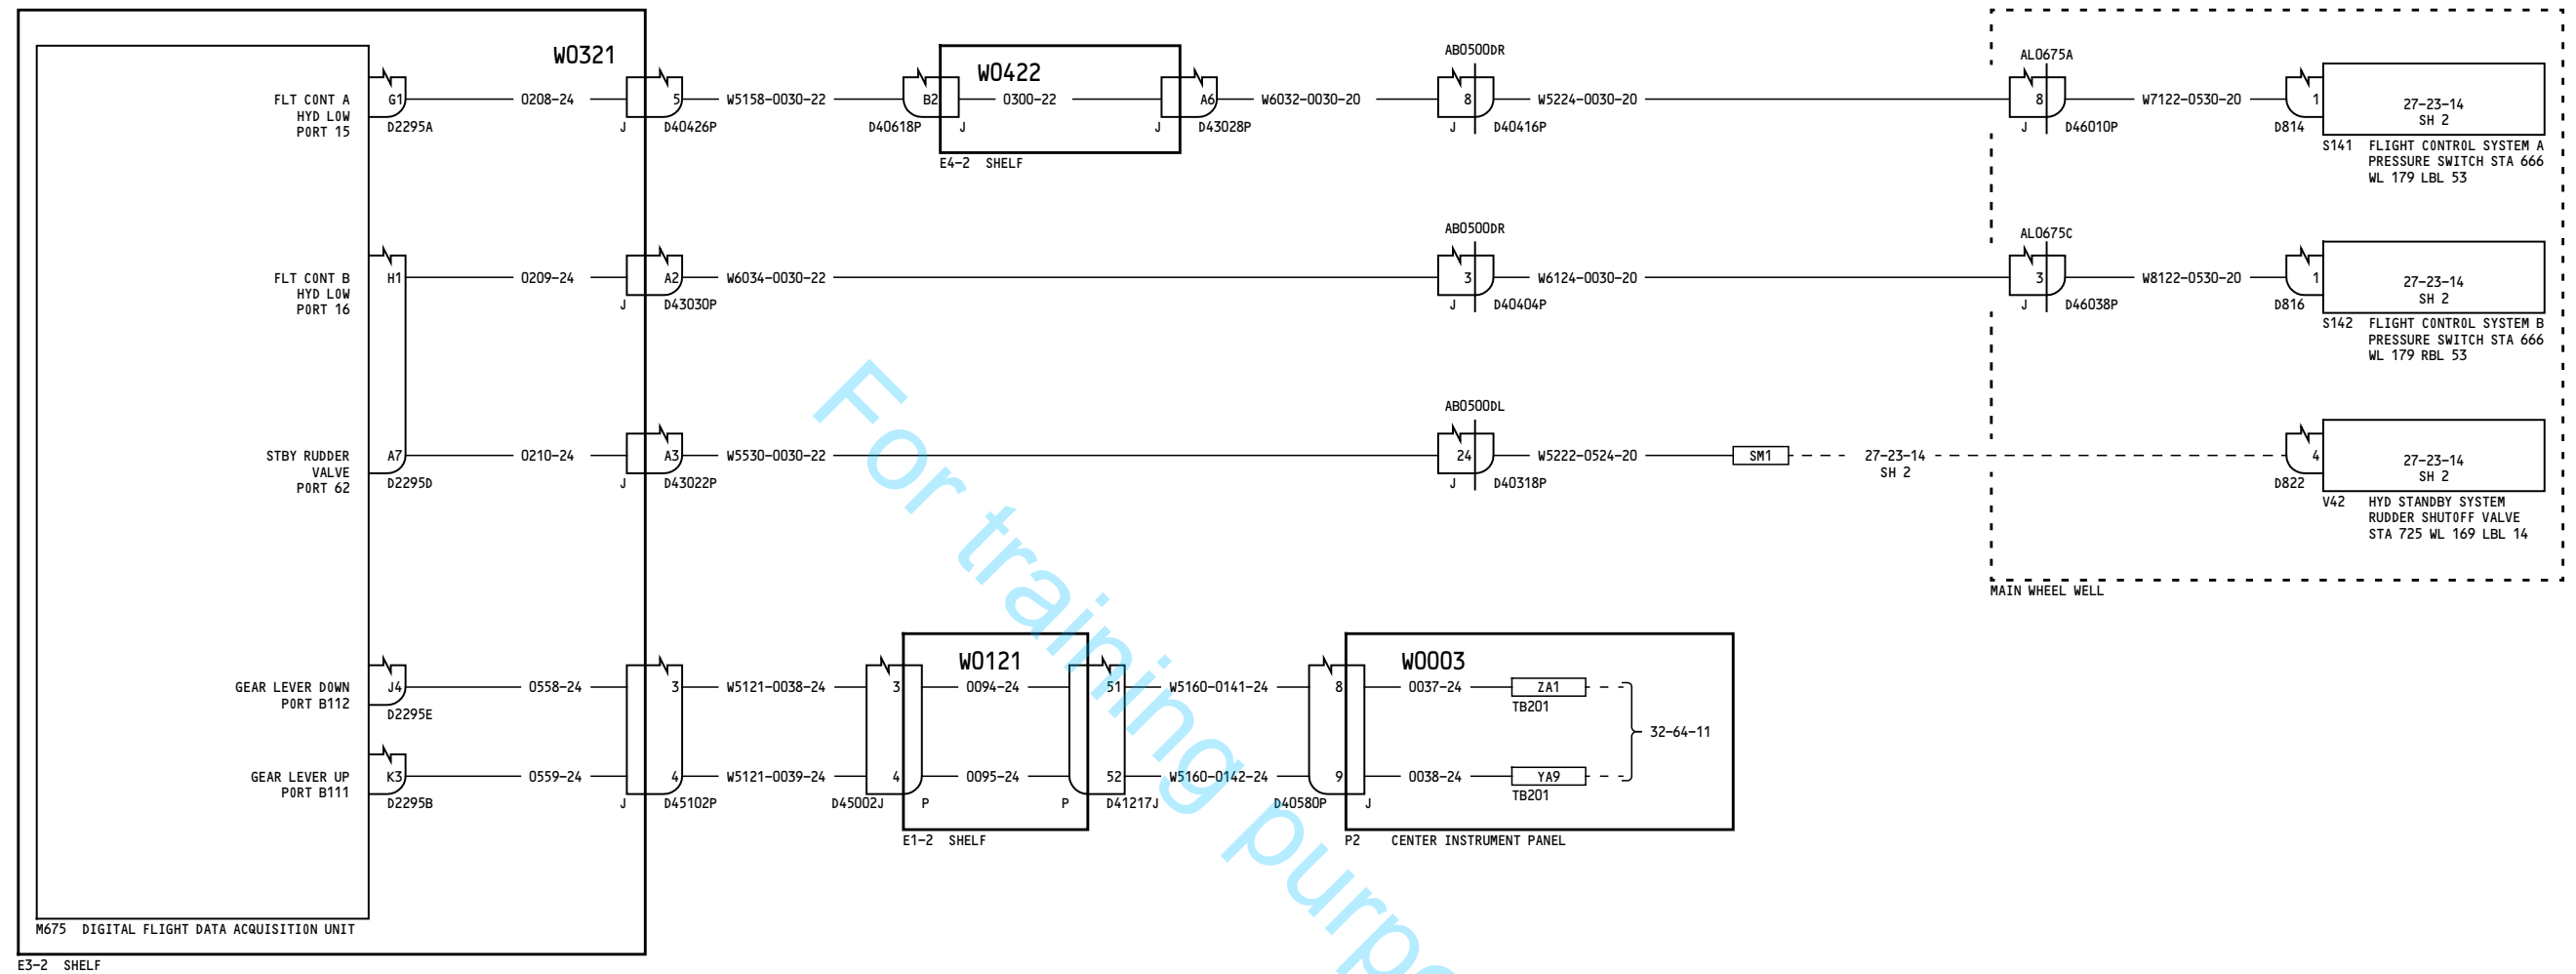 W0321
FLT CONT A
HYD LOW
PORT 15
G1
D2295A
0208-24
J
5
D40426P
W5158-0030-22
B2
D40618P
J
W0422
0300-22
J
A6
D43028P
E4-2 SHELF
W6032-0030-20
AB0500DR
8
J
D40416P
W5224-0030-20
AL0675A
8
J
D46010P
W7122-0530-20
1
D814
27-23-14
SH 2
S141 FLIGHT CONTROL SYSTEM A
PRESSURE SWITCH STA 666
WL 179 LBL 53
FLT CONT B
HYD LOW
PORT 16
H1
0209-24
J
A2
D43030P
W6034-0030-22
AB0500DR
3
J
D40404P
W6124-0030-20
AL0675C
3
J
D46038P
W8122-0530-20
1
D816
27-23-14
SH 2
S142 FLIGHT CONTROL SYSTEM B
PRESSURE SWITCH STA 666
WL 179 RBL 53
STBY RUDDER
VALVE
PORT 62
A7
D2295D
0210-24
J
A3
D43022P
W5530-0030-22
AB0500DL
24
J
D40318P
W5222-0524-20
SM1
27-23-14
SH 2
4
D822
27-23-14
SH 2
V42 HYD STANDBY SYSTEM
RUDDER SHUTOFF VALVE
STA 725 WL 169 LBL 14
MAIN WHEEL WELL
GEAR LEVER DOWN
PORT B112
J4
D2295E
0558-24
3
W5121-0038-24
3
W0121
0094-24
51
W5160-0141-24
8
W0003
0037-24
ZA1
TB201
32-64-11
GEAR LEVER UP
PORT B111
K3
D2295B
0559-24
J
4
D45102P
W5121-0039-24
4
D45002J
P
0095-24
P
52
D41217J
W5160-0142-24
9
D40580P
J
0038-24
YA9
TB201
E1-2 SHELF
P2 CENTER INSTRUMENT PANEL
M675 DIGITAL FLIGHT DATA ACQUISITION UNIT
E3-2 SHELF
For training purpo